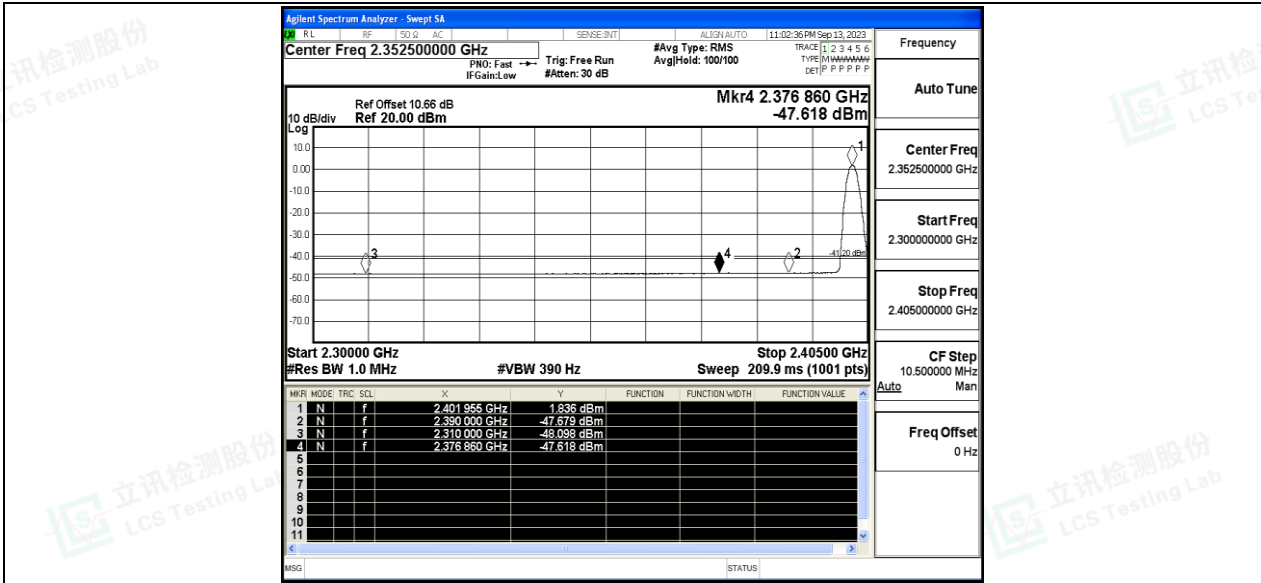 Agilent Spectrum Analyzer - Swept SA
RL RF 50 Ω AC SENSE:INT ALIGN AUTO 11:02:36 PM Sep 13, 2023
Center Freq 2.352500000 GHz
PNO: Fast
IFGain:Low
Trig: Free Run
#Atten: 30 dB
#Avg Type: RMS
Avg|Hold: 100/100
TRACE 1 2 3 4 5 6
TYPE M
DET P P P P P P
Ref Offset 10.66 dB
10 dB/div Ref 20.00 dBm
Log
Mkr4 2.376 860 GHz
-47.618 dBm
10.0
0.00
-10.0
-20.0
-30.0
-40.0
-50.0
-60.0
-70.0
1
2
3
4
-41.20 dBm
Start 2.30000 GHz Stop 2.40500 GHz
#Res BW 1.0 MHz #VBW 390 Hz Sweep 209.9 ms (1001 pts)
MKR MODE TRC SCL X Y FUNCTION FUNCTION WIDTH FUNCTION VALUE
1 N f 2.401 955 GHz 1.836 dBm
2 N f 2.390 000 GHz -47.679 dBm
3 N f 2.310 000 GHz -48.098 dBm
4 N f 2.376 860 GHz -47.618 dBm
5
6
7
8
9
10
11
MSG STATUS
Frequency
Auto Tune
Center Freq
2.352500000 GHz
Start Freq
2.300000000 GHz
Stop Freq
2.405000000 GHz
CF Step
10.500000 MHz
Auto Man
Freq Offset
0 Hz
讯检测股份
CS Testing Lab
立讯检
LCS Tes
立讯检测股份
LCS Testing La
立讯检测股份
LCS Testing Lab